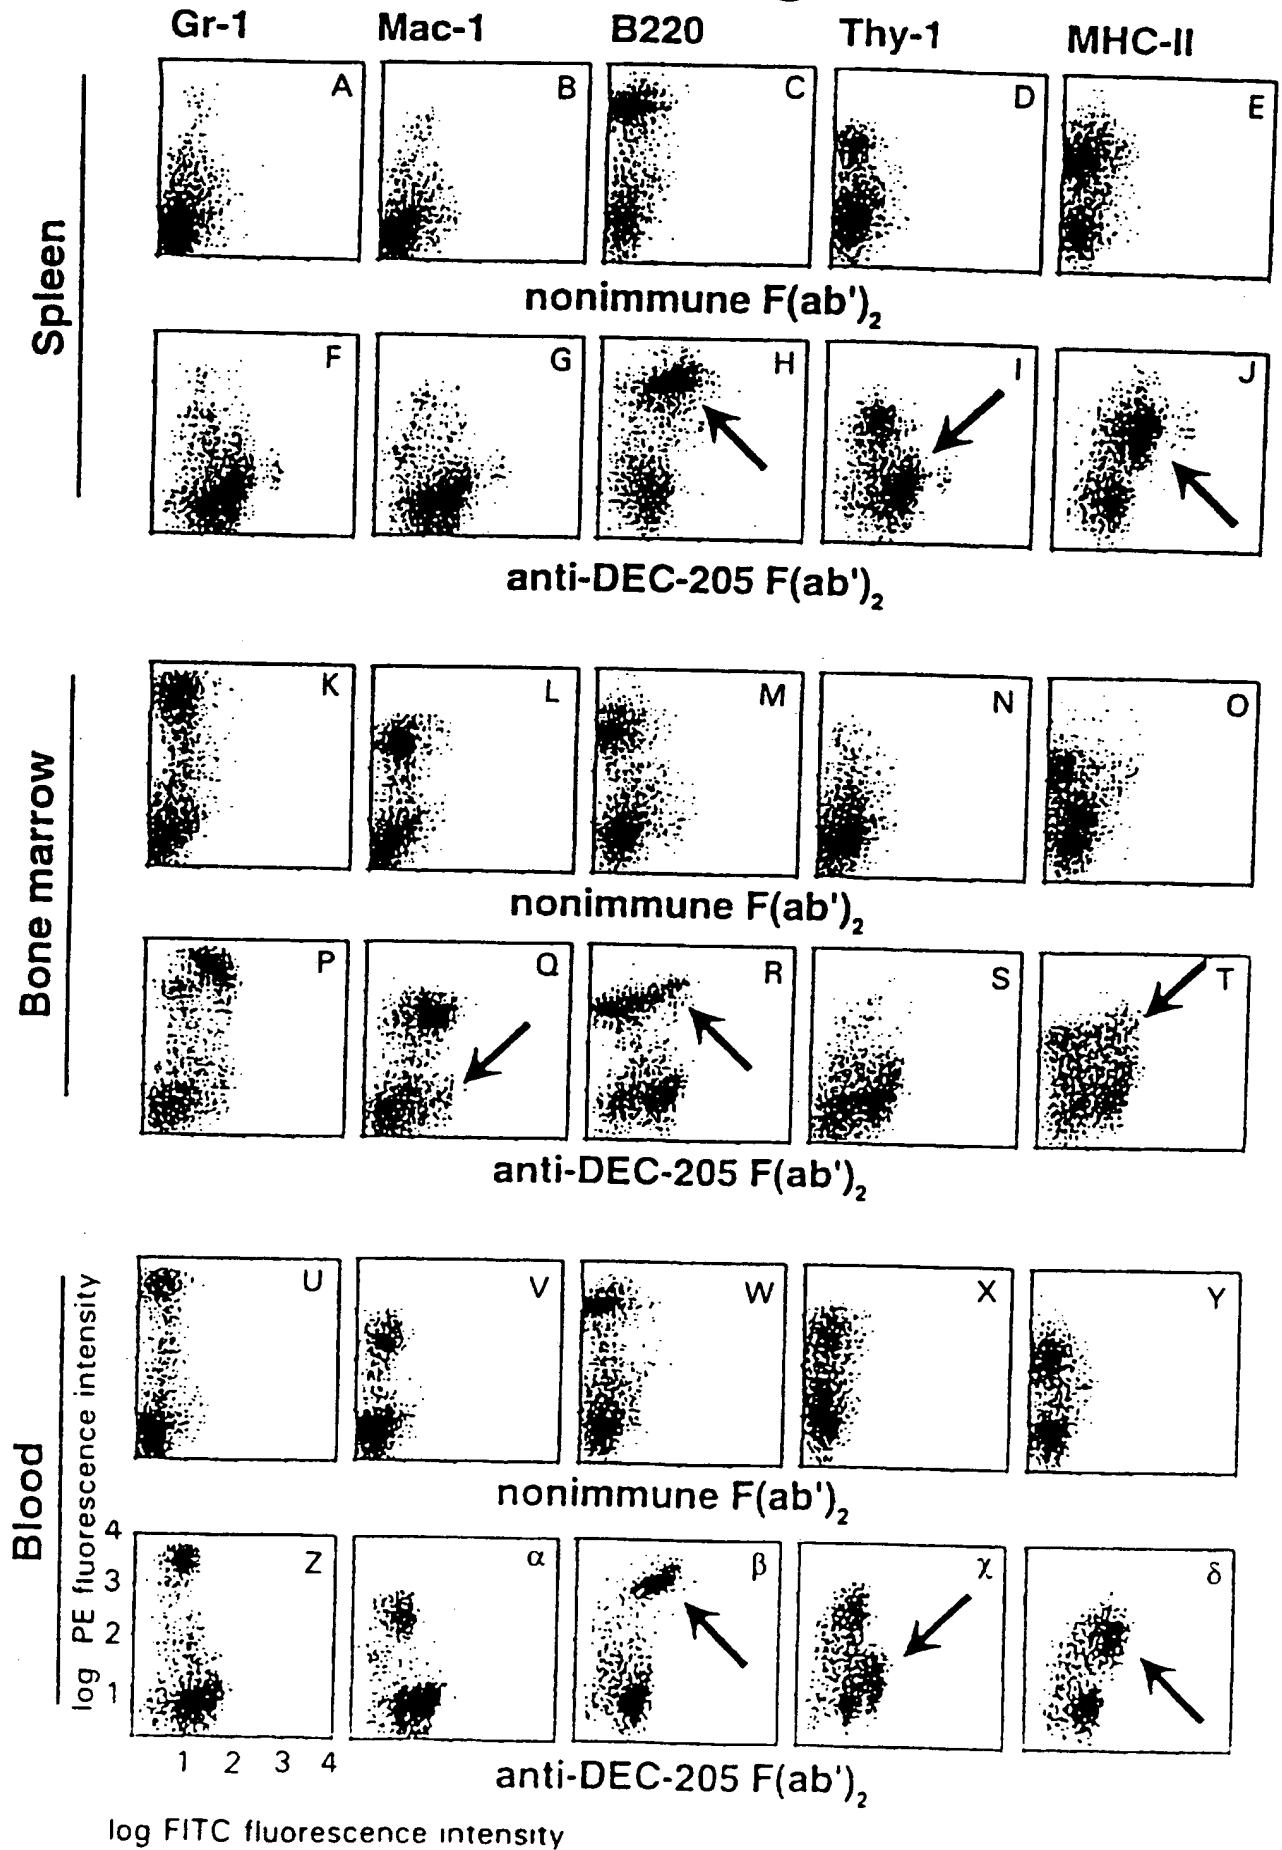 Gr-1 Mac-1 B220 Thy-1 MHC-II
Spleen
A B C D E
nonimmune F(ab')2
F G H I J
anti-DEC-205 F(ab')2
Bone marrow
K L M N O
nonimmune F(ab')2
P Q R S T
anti-DEC-205 F(ab')2
Blood
U V W X Y
nonimmune F(ab')2
log PE fluorescence intensity
4
3
2
1
Z α β χ δ
1 2 3 4
anti-DEC-205 F(ab')2
log FITC fluorescence intensity